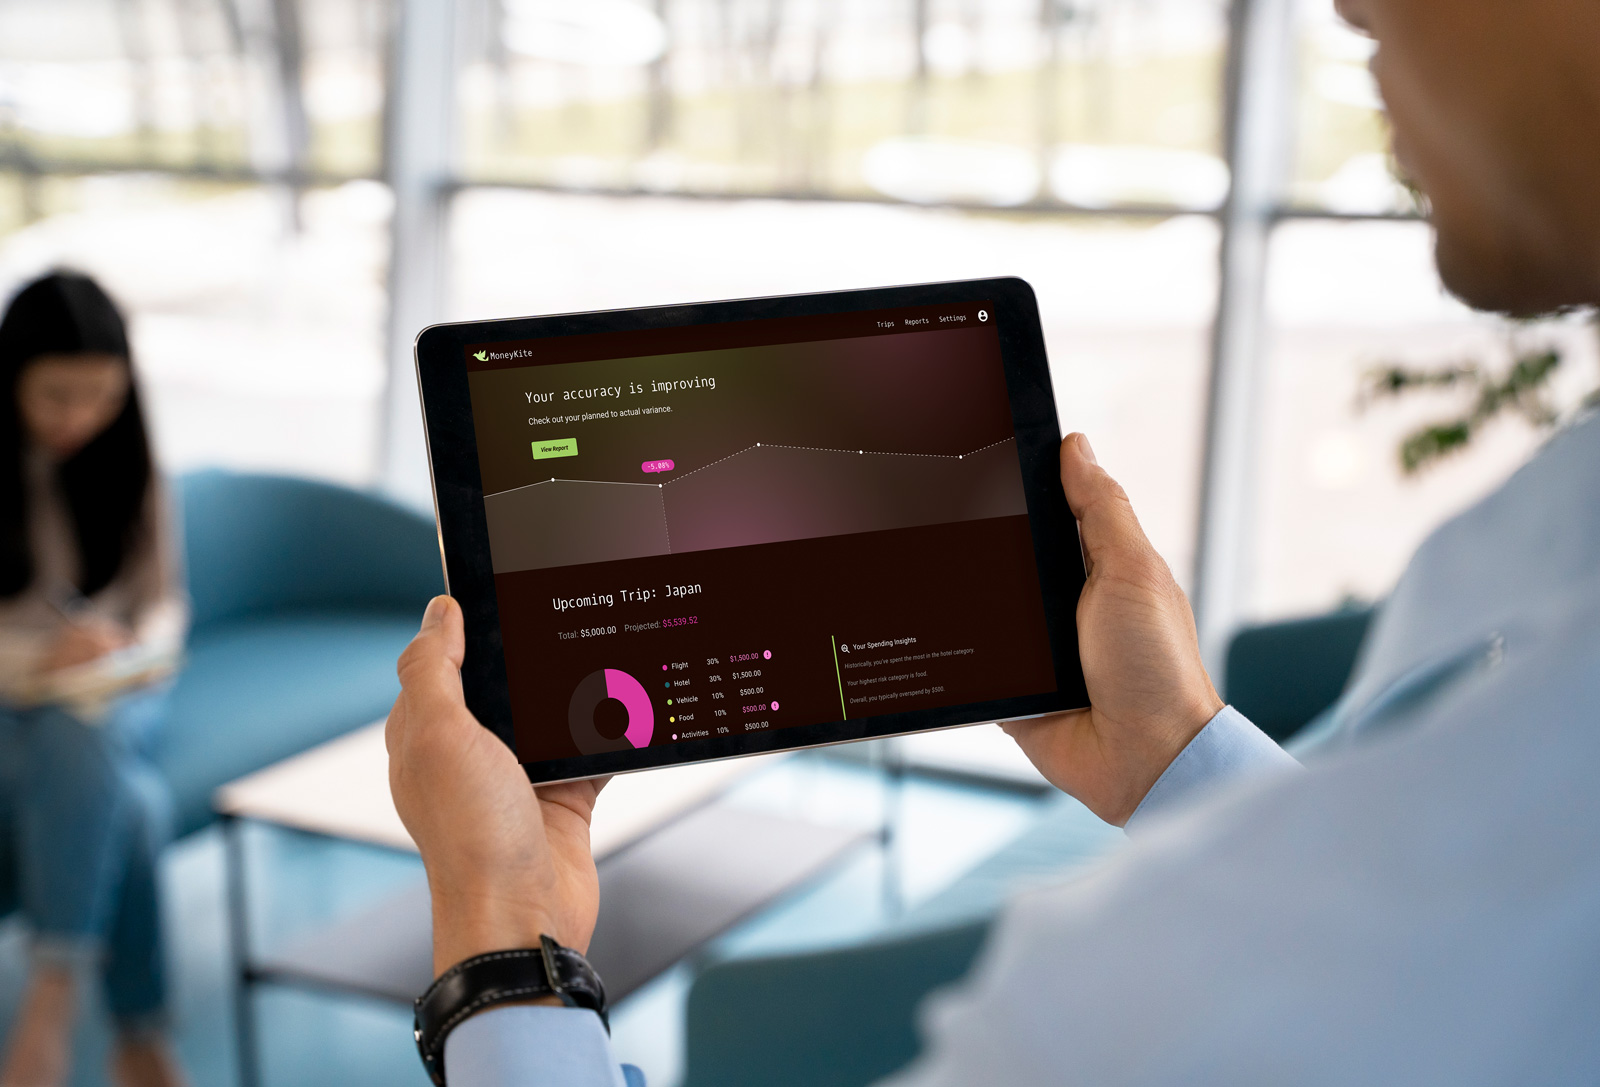 MoneyKite
Trips Reports Settings
Your accuracy is improving
Check out your planned to actual variance.
View Report
-5.08%
Upcoming Trip: Japan
Total: $5,000.00 Projected: $5,539.52
Flight 30% $1,500.00 !
Hotel 30% $1,500.00
Vehicle 10% $500.00
Food 10% $500.00 !
Activities 10% $500.00
Your Spending Insights
Historically, you've spent the most in the hotel category.
Your highest risk category is food.
Overall, you typically overspend by $500.